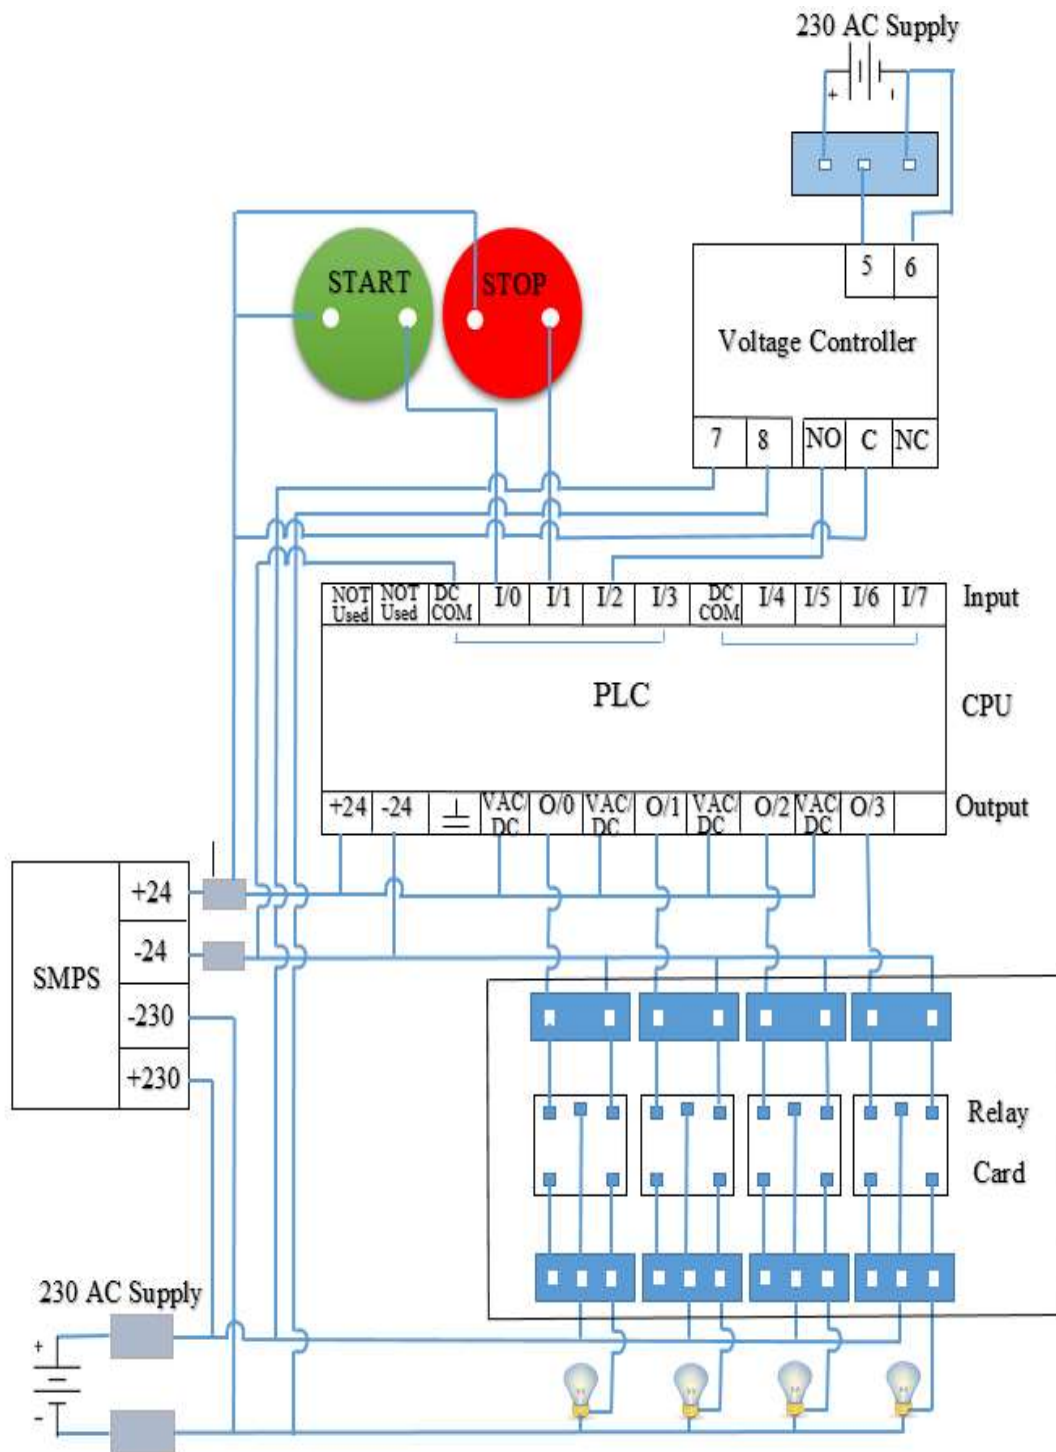 230 AC Supply
+ -
5 6
START STOP
Voltage Controller
7 8 NO C NC
NOT Used NOT Used DC COM I/0 I/1 I/2 I/3 DC COM I/4 I/5 I/6 I/7 Input
PLC
CPU
+24 -24 VAC/DC O/0 VAC/DC O/1 VAC/DC O/2 VAC/DC O/3 Output
+24
-24
SMPS
-230
+230
Relay
Card
230 AC Supply
+
-